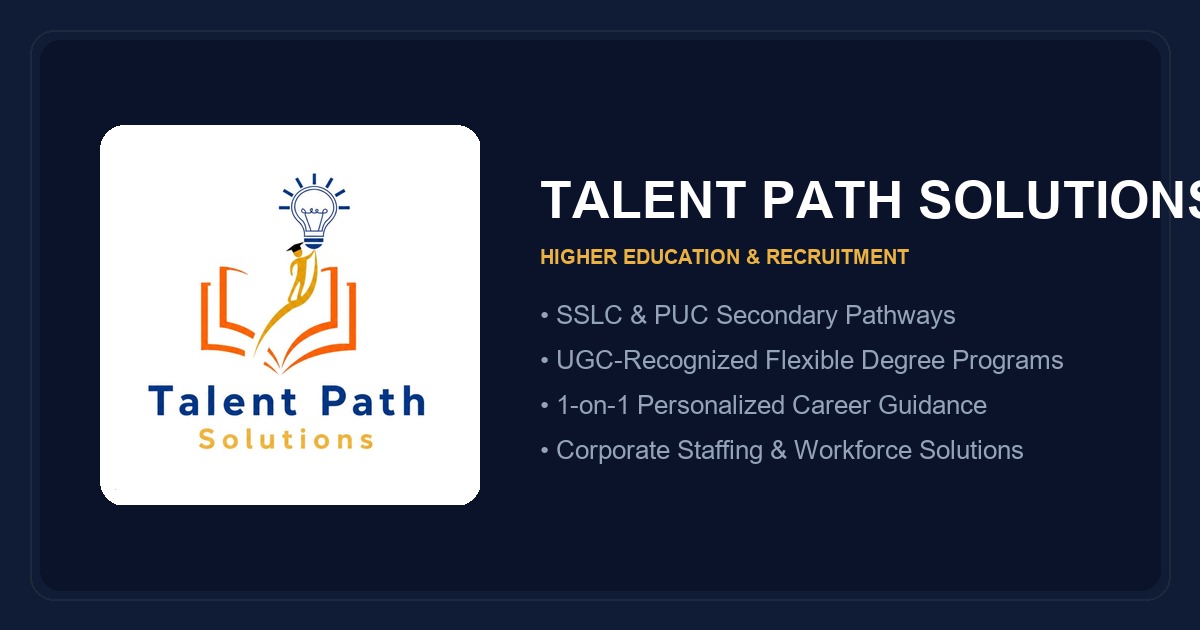 Talent Path
Solutions
TALENT PATH SOLUTIONS
HIGHER EDUCATION & RECRUITMENT
• SSLC & PUC Secondary Pathways
• UGC-Recognized Flexible Degree Programs
• 1-on-1 Personalized Career Guidance
• Corporate Staffing & Workforce Solutions